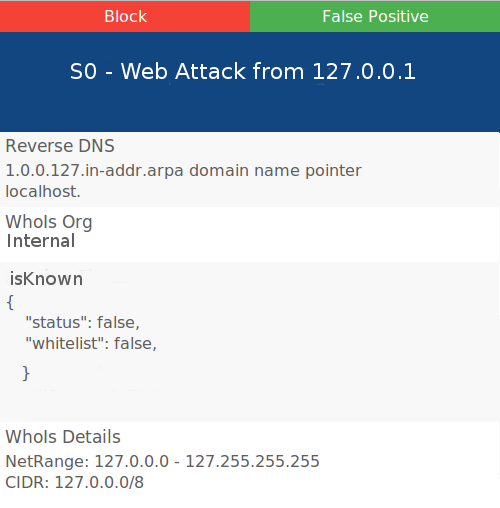 Block
False Positive
S0 - Web Attack from 127.0.0.1
Reverse DNS
1.0.0.127.in-addr.arpa domain name pointer
localhost.
WhoIs Org
Internal
isKnown
{
"status": false,
"whitelist": false,
}
WhoIs Details
NetRange: 127.0.0.0 - 127.255.255.255
CIDR: 127.0.0.0/8